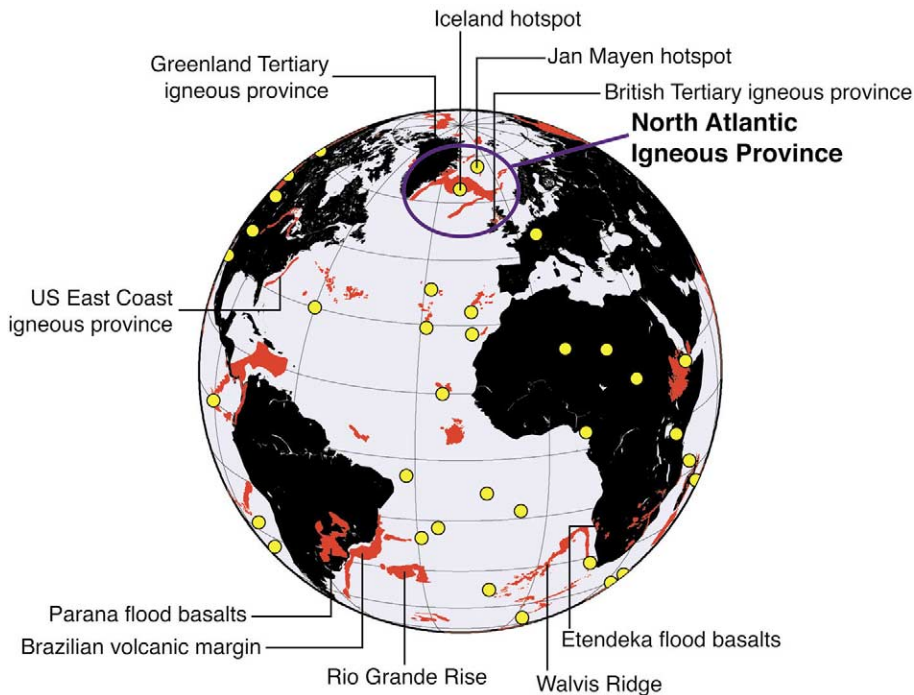 Iceland hotspot
Jan Mayen hotspot
Greenland Tertiary
igneous province
British Tertiary igneous province
North Atlantic
Igneous Province
US East Coast
igneous province
Parana flood basalts
Brazilian volcanic margin
Rio Grande Rise
Etendeka flood basalts
Walvis Ridge